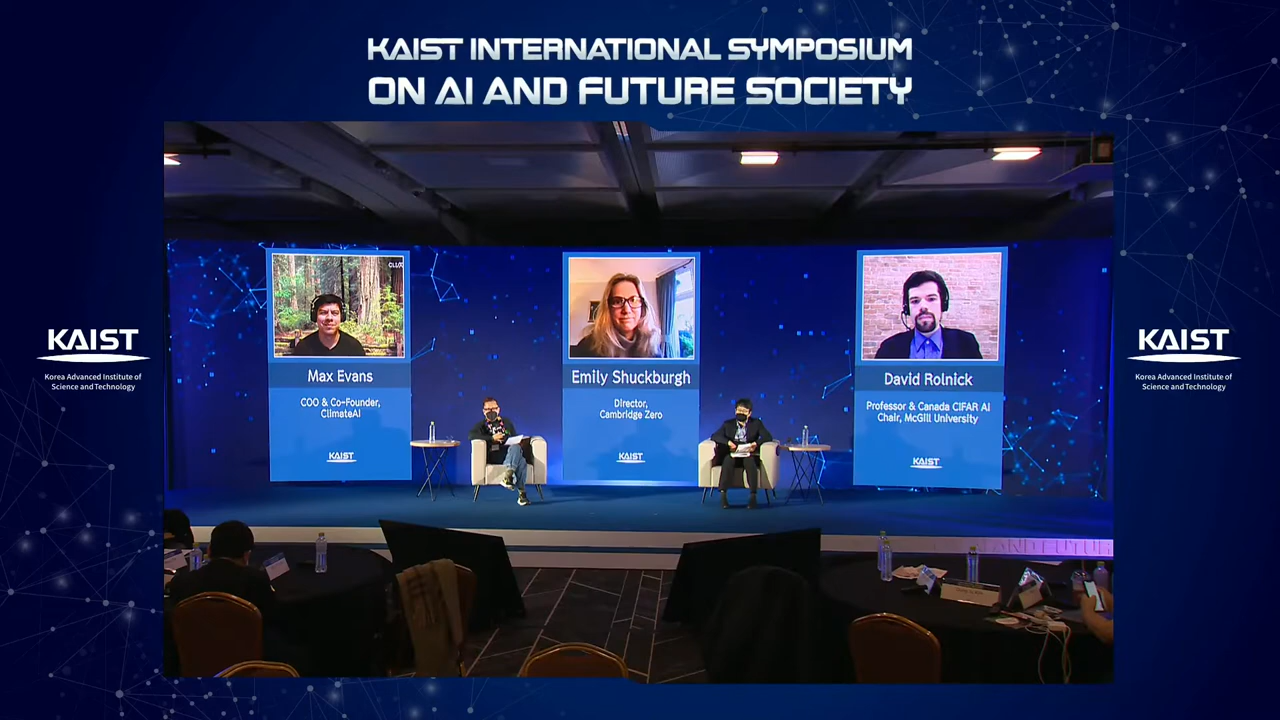 KAIST INTERNATIONAL SYMPOSIUM
ON AI AND FUTURE SOCIETY
KAIST
Korea Advanced Institute of
Science and Technology
Max Evans
COO & Co-Founder,
ClimateAI
KAIST
Emily Shuckburgh
Director,
Cambridge Zero
KAIST
David Rolnick
Professor & Canada CIFAR AI
Chair, McGill University
KAIST
KAIST
Korea Advanced Institute of
Science and Technology
AND FUTUR